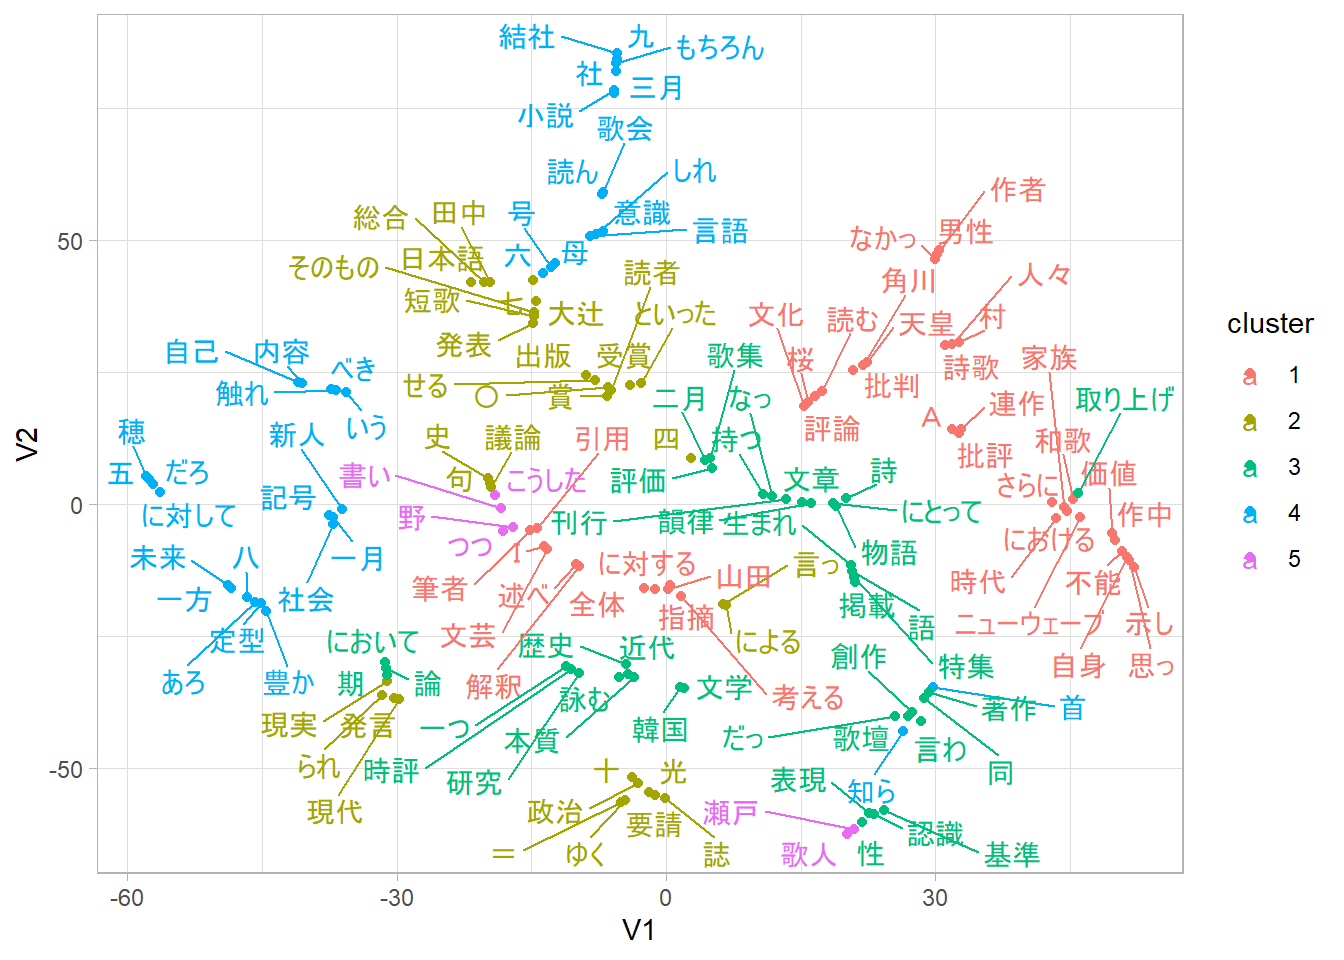 結社
九
もちろん
社
三月
小説
歌会
読ん
しれ
作者
意識
号
田中
総合
言語
男性
なかっ
六
母
日本語
そのもの
読者
角川
人々
短歌
七
大辻
といった
文化
読む
天皇
村
発表
出版
受賞
歌集
桜
家族
自己
内容
べき
詩歌
せる
触れ
〇
賞
二月
なっ
批判
連作
取り上げ
A
いう
評論
穂
新人
史
議論
引用
四
持つ
和歌
批評
五
だろ
句
書い
こうした
評価
文章
詩
さらに
価値
記号
に対して
野
刊行
韻律
生まれ
にとって
作中
一月
つつ
I
物語
における
未来
八
に対する
山田
言っ
時代
不能
一方
社会
筆者
述べ
全体
指摘
掲載
語
ニューウェーブ
示し
定型
において
文芸
歴史
近代
による
創作
特集
自身
思っ
あろ
豊か
期
論
解釈
詠む
文学
考える
著作
首
現実
発言
一つ
本質
韓国
だっ
歌壇
言わ
られ
時評
研究
十
光
表現
知ら
同
現代
政治
要請
瀬戸
認識
＝
ゆく
誌
歌人
性
基準
50
0
-50
-60
-30
0
30
V1
V2
cluster
a 1
a 2
a 3
a 4
a 5